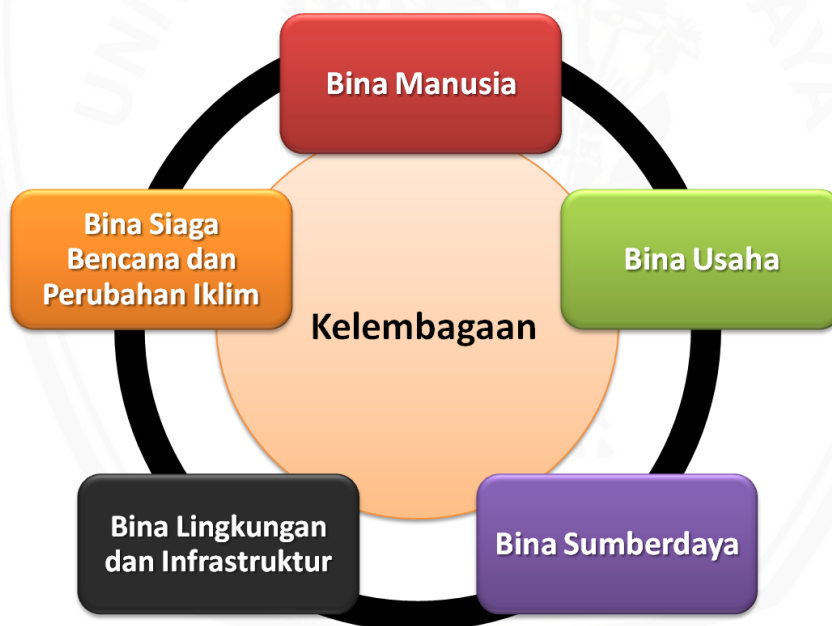 Bina Manusia
Bina Siaga
Bencana dan
Perubahan Iklim
Bina Usaha
Kelembagaan
Bina Lingkungan
dan Infrastruktur
Bina Sumberdaya